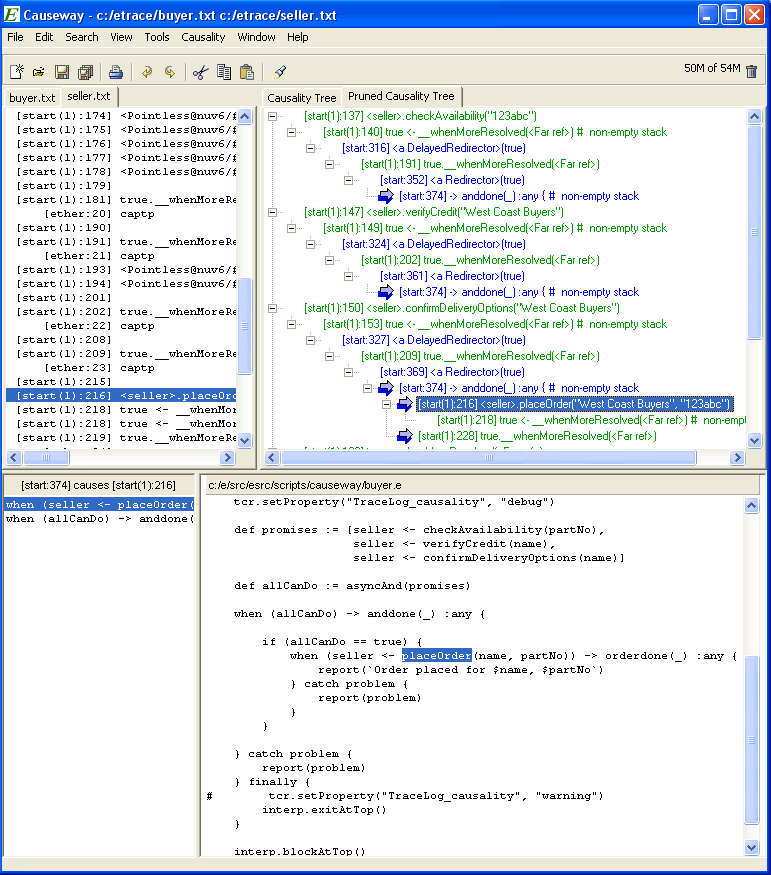 Causeway - c:/etrace/buyer.txt c:/etrace/seller.txt
File Edit Search View Tools Causality Window Help
50M of 54M
buyer.txt seller.txt
[start(1):174] <Pointless@nuv6/#
[start(1):175] <Pointless@nuv6/#
[start(1):176] <Pointless@nuv6/#
[start(1):177] <Pointless@nuv6/#
[start(1):178] <Pointless@nuv6/#
[start(1):179]
[start(1):181] true.__whenMoreRe
[ether:20] captp
[start(1):190]
[start(1):191] true.__whenMoreRe
[ether:21] captp
[start(1):193] <Pointless@nuv6/#
[start(1):194] <Pointless@nuv6/#
[start(1):201]
[start(1):202] true.__whenMoreRe
[ether:22] captp
[start(1):208]
[start(1):209] true.__whenMoreRe
[ether:23] captp
[start(1):215]
[start(1):216] <seller>.placeOrd
[start(1):218] true <- __whenMor
[start(1):218] true <- __whenMor
[start(1):219] true.__whenMoreRe
Causality Tree Pruned Causality Tree
[start(1):137] <seller>.checkAvailability("123abc")
[start(1):140] true <- __whenMoreResolved(<Far ref>) # non-empty stack
[start:316] <a DelayedRedirector>(true)
[start(1):191] true.__whenMoreResolved(<Far ref>)
[start:352] <a Redirector>(true)
[start:374] -> anddone(_) :any { # non-empty stack
[start(1):147] <seller>.verifyCredit("West Coast Buyers")
[start(1):149] true <- __whenMoreResolved(<Far ref>) # non-empty stack
[start:324] <a DelayedRedirector>(true)
[start(1):202] true.__whenMoreResolved(<Far ref>)
[start:361] <a Redirector>(true)
[start:374] -> anddone(_) :any { # non-empty stack
[start(1):150] <seller>.confirmDeliveryOptions("West Coast Buyers")
[start(1):153] true <- __whenMoreResolved(<Far ref>) # non-empty stack
[start:327] <a DelayedRedirector>(true)
[start(1):209] true.__whenMoreResolved(<Far ref>)
[start:369] <a Redirector>(true)
[start:374] -> anddone(_) :any { # non-empty stack
[start(1):216] <seller>.placeOrder("West Coast Buyers", "123abc")
[start(1):218] true <- __whenMoreResolved(<Far ref>) # non-emp
[start(1):228] true.__whenMoreResolved(<Far ref>)
[start:374] causes [start(1):216]
when (seller <- placeOrder(
when (allCanDo) -> anddone(
c:/e/src/esrc/scripts/causeway/buyer.e
tcr.setProperty("TraceLog_causality", "debug")
def promises := [seller <- checkAvailability(partNo),
seller <- verifyCredit(name),
seller <- confirmDeliveryOptions(name)]
def allCanDo := asyncAnd(promises)
when (allCanDo) -> anddone(_) :any {
if (allCanDo == true) {
when (seller <- placeOrder(name, partNo)) -> orderdone(_) :any {
report(`Order placed for $name, $partNo`)
} catch problem {
report(problem)
}
}
} catch problem {
report(problem)
} finally {
# tcr.setProperty("TraceLog_causality", "warning")
interp.exitAtTop()
}
interp.blockAtTop()